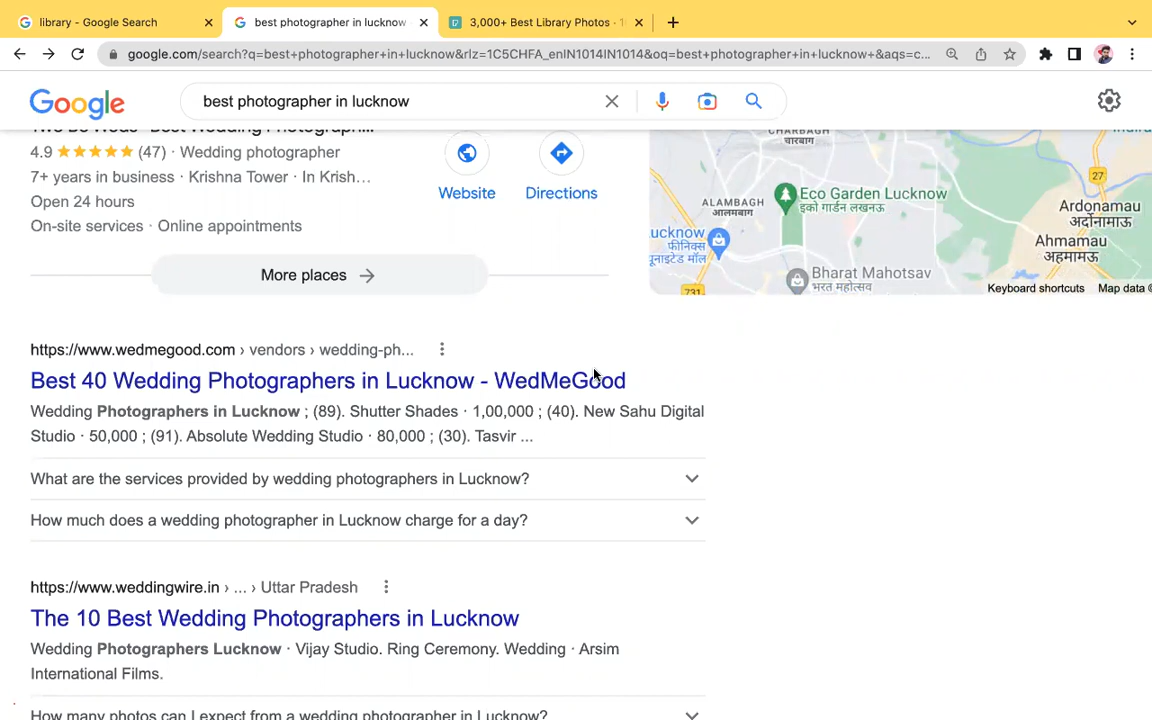 library - Google Search
best photographer in lucknow
3,000+ Best Library Photos · 1
google.com/search?q=best+photographer+in+lucknow&rlz=1C5CHFA_enIN1014IN1014&oq=best+photographer+in+lucknow+&aqs=c...
Google
best photographer in lucknow
4.9 (47) · Wedding photographer
7+ years in business · Krishna Tower · In Krish...
Open 24 hours
On-site services · Online appointments
Website
Directions
More places
CHARBAGH
चारबाग
Eco Garden Lucknow
इको गार्डन लखनऊ
27
ALAMBAGH
आलमबाग
Ardonamau
अर्दोनामऊ
ucknow
फीनिक्स
यूनाइटेड मॉल
Ahmamau
अहमामऊ
Bharat Mahotsav
भरत महोत्सव
731
Keyboard shortcuts
Map data ©
https://www.wedmegood.com › vendors › wedding-ph...
Best 40 Wedding Photographers in Lucknow - WedMeGood
Wedding Photographers in Lucknow ; (89). Shutter Shades · 1,00,000 ; (40). New Sahu Digital
Studio · 50,000 ; (91). Absolute Wedding Studio · 80,000 ; (30). Tasvir ...
What are the services provided by wedding photographers in Lucknow?
How much does a wedding photographer in Lucknow charge for a day?
https://www.weddingwire.in › ... › Uttar Pradesh
The 10 Best Wedding Photographers in Lucknow
Wedding Photographers Lucknow · Vijay Studio. Ring Ceremony. Wedding · Arsim
International Films.
How many photos can I expect from a wedding photographer in Lucknow?